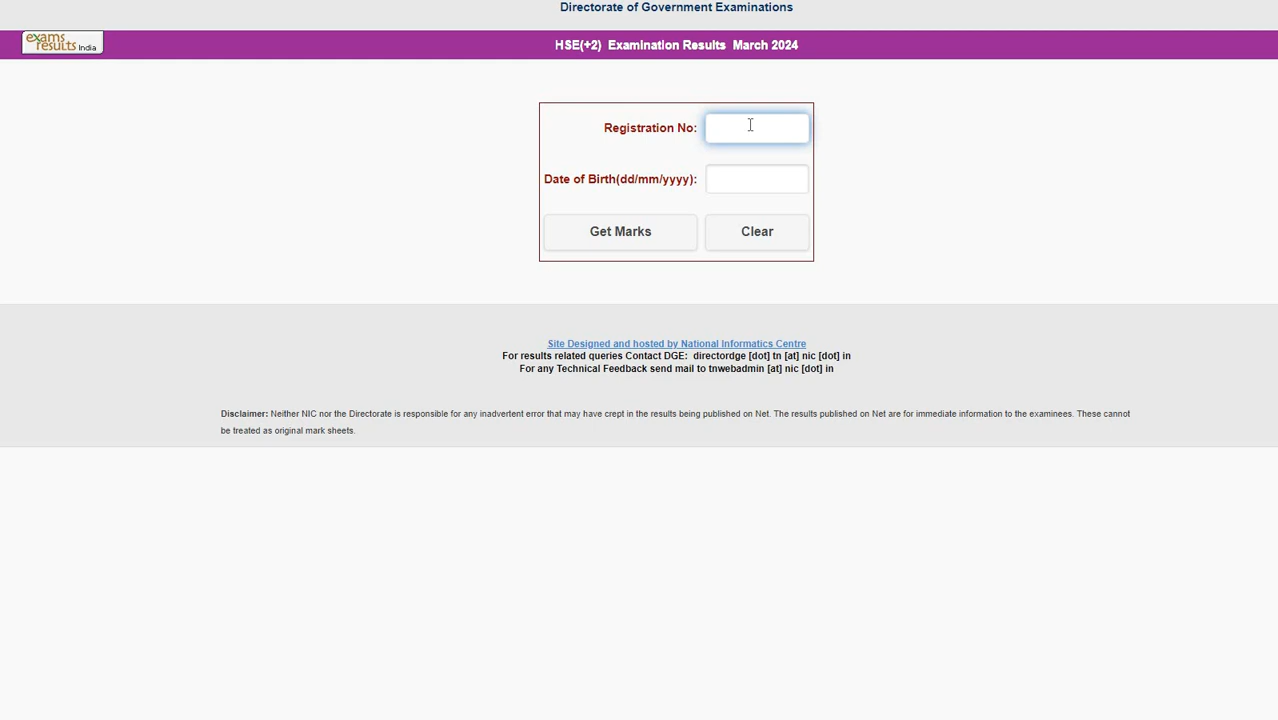 Directorate of Government Examinations
exams
results India
HSE(+2) Examination Results March 2024
Registration No:
Date of Birth(dd/mm/yyyy):
Get Marks
Clear
Site Designed and hosted by National Informatics Centre
For results related queries Contact DGE: directordge [dot] tn [at] nic [dot] in
For any Technical Feedback send mail to tnwebadmin [at] nic [dot] in
Disclaimer: Neither NIC nor the Directorate is responsible for any inadvertent error that may have crept in the results being published on Net. The results published on Net are for immediate information to the examinees. These cannot
be treated as original mark sheets.